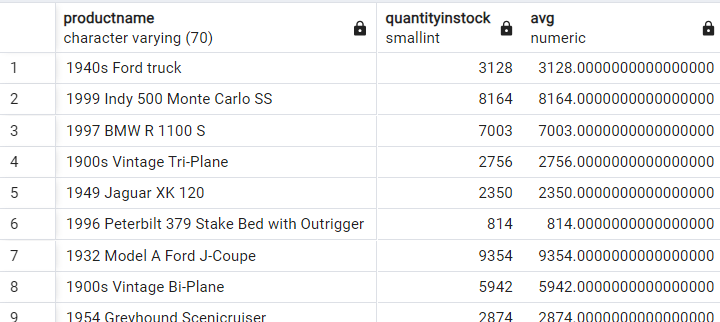 productname quantityinstock avg
character varying (70) smallint numeric
1 1940s Ford truck 3128 3128.0000000000000000
2 1999 Indy 500 Monte Carlo SS 8164 8164.0000000000000000
3 1997 BMW R 1100 S 7003 7003.0000000000000000
4 1900s Vintage Tri-Plane 2756 2756.0000000000000000
5 1949 Jaguar XK 120 2350 2350.0000000000000000
6 1996 Peterbilt 379 Stake Bed with Outrigger 814 814.0000000000000000
7 1932 Model A Ford J-Coupe 9354 9354.0000000000000000
8 1900s Vintage Bi-Plane 5942 5942.0000000000000000
9 1954 Greyhound Scenicruiser 2874 2874.0000000000000000